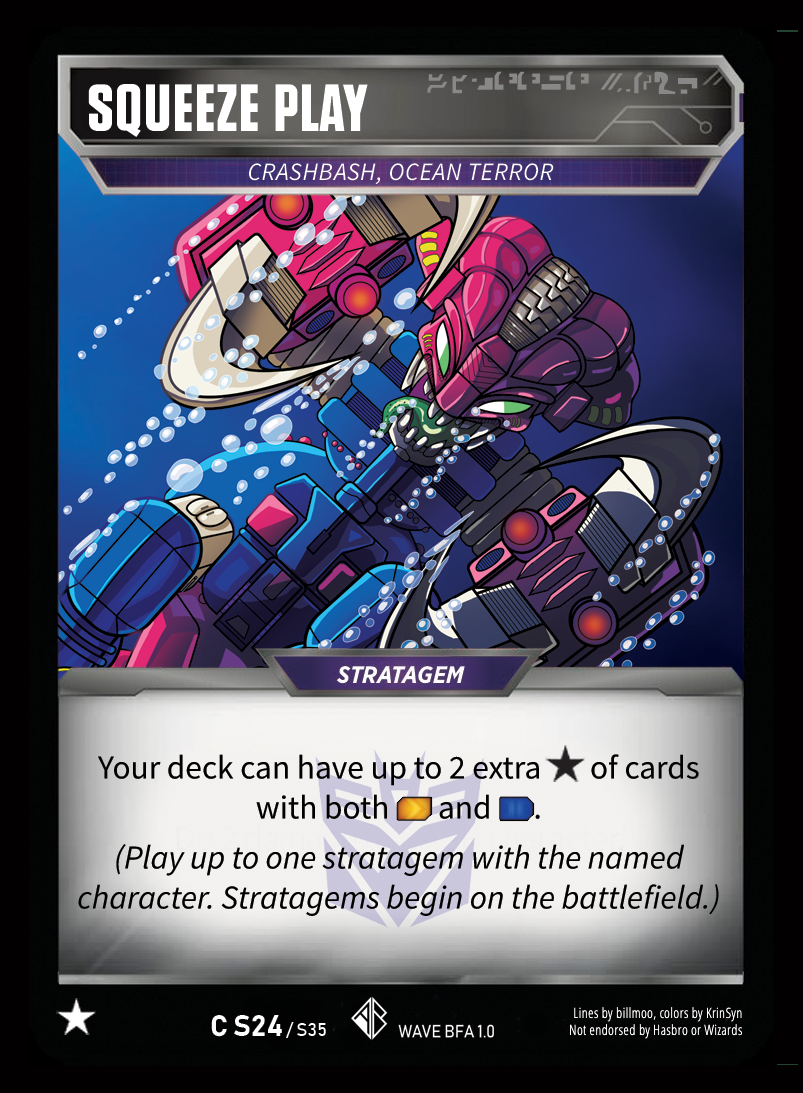 SQUEEZE PLAY
CRASHBASH, OCEAN TERROR
STRATAGEM
Your deck can have up to 2 extra ★ of cards
with both and .
(Play up to one stratagem with the named
character. Stratagems begin on the battlefield.)
C S24/S35
WAVE BFA 1.0
Lines by billmoo, colors by KrinSyn
Not endorsed by Hasbro or Wizards